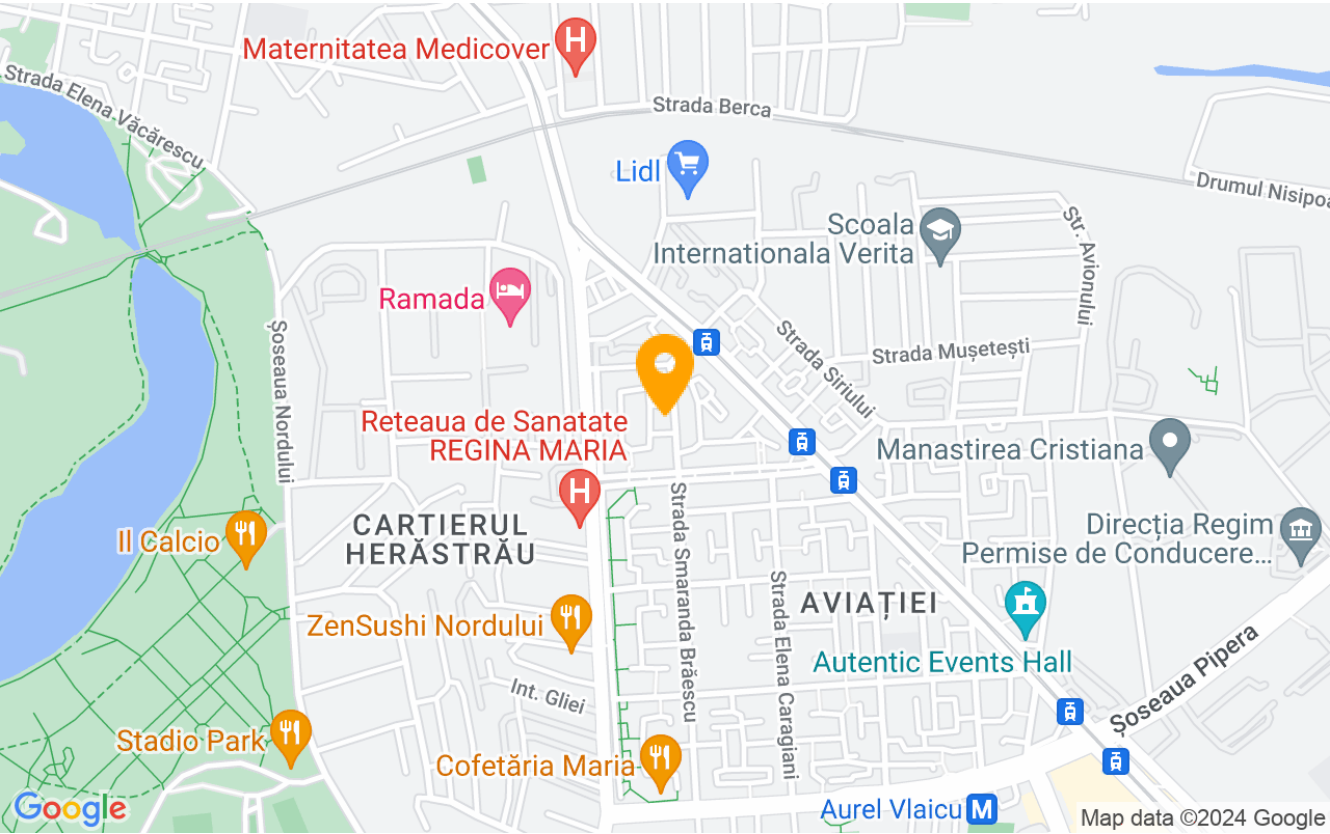 Maternitatea Medicover
H
Strada Elena Văcărescu
Strada Berca
Lidl
Drumul Nisipoa
Scoala
Internationala Verita
Str. Avionului
Ramada
Șoseaua Nordului
Strada Siriului
Strada Mușetești
Reteaua de Sanatate
REGINA MARIA
H
Manastirea Cristiana
Strada Smaranda Brăescu
CARTIERUL
HERĂSTRĂU
Il Calcio
Direcția Regim
Permise de Conducere...
Strada Elena Caragiani
AVIAȚIEI
ZenSushi Nordului
Autentic Events Hall
Șoseaua Pipera
Int. Gliei
Stadio Park
Cofetăria Maria
Google
Aurel Vlaicu M
Map data ©2024 Google